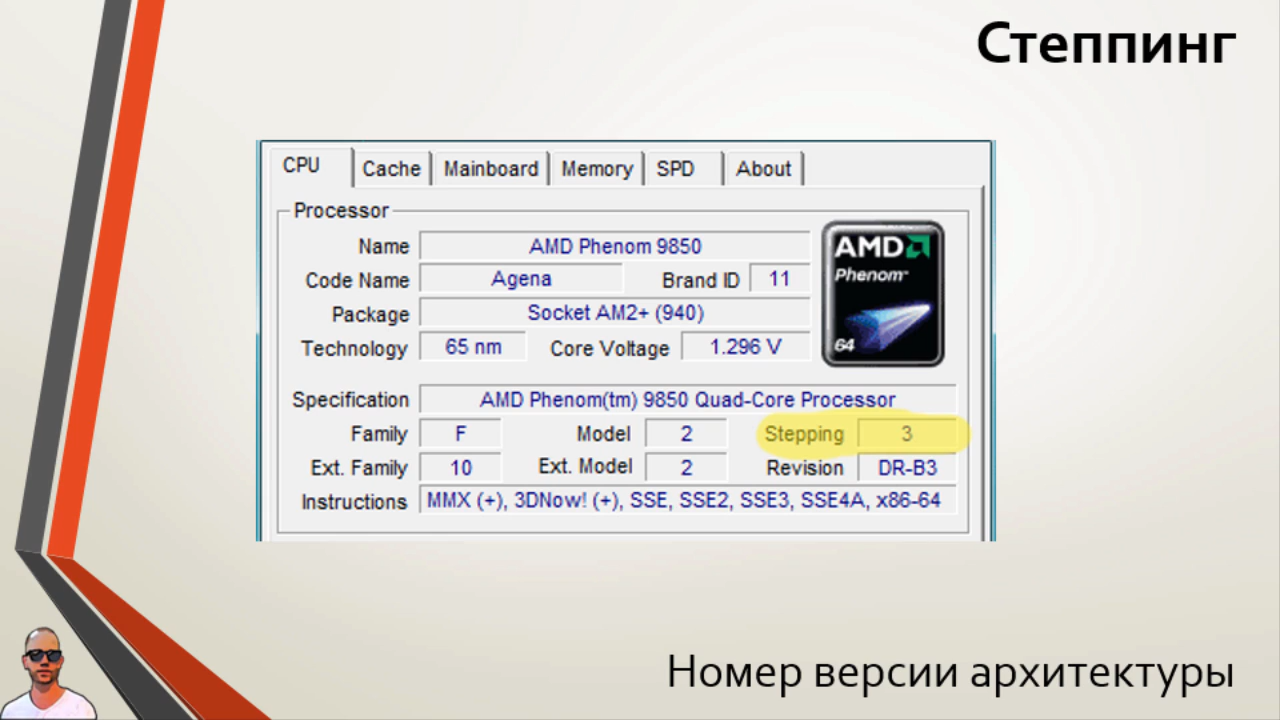 Степпинг
CPU Cache Mainboard Memory SPD About
Processor
Name AMD Phenom 9850
Code Name Agena Brand ID 11
Package Socket AM2+ (940)
Technology 65 nm Core Voltage 1.296 V
AMD
Phenom™
64
Specification AMD Phenom(tm) 9850 Quad-Core Processor
Family F Model 2 Stepping 3
Ext. Family 10 Ext. Model 2 Revision DR-B3
Instructions MMX (+), 3DNow! (+), SSE, SSE2, SSE3, SSE4A, x86-64
Номер версии архитектуры